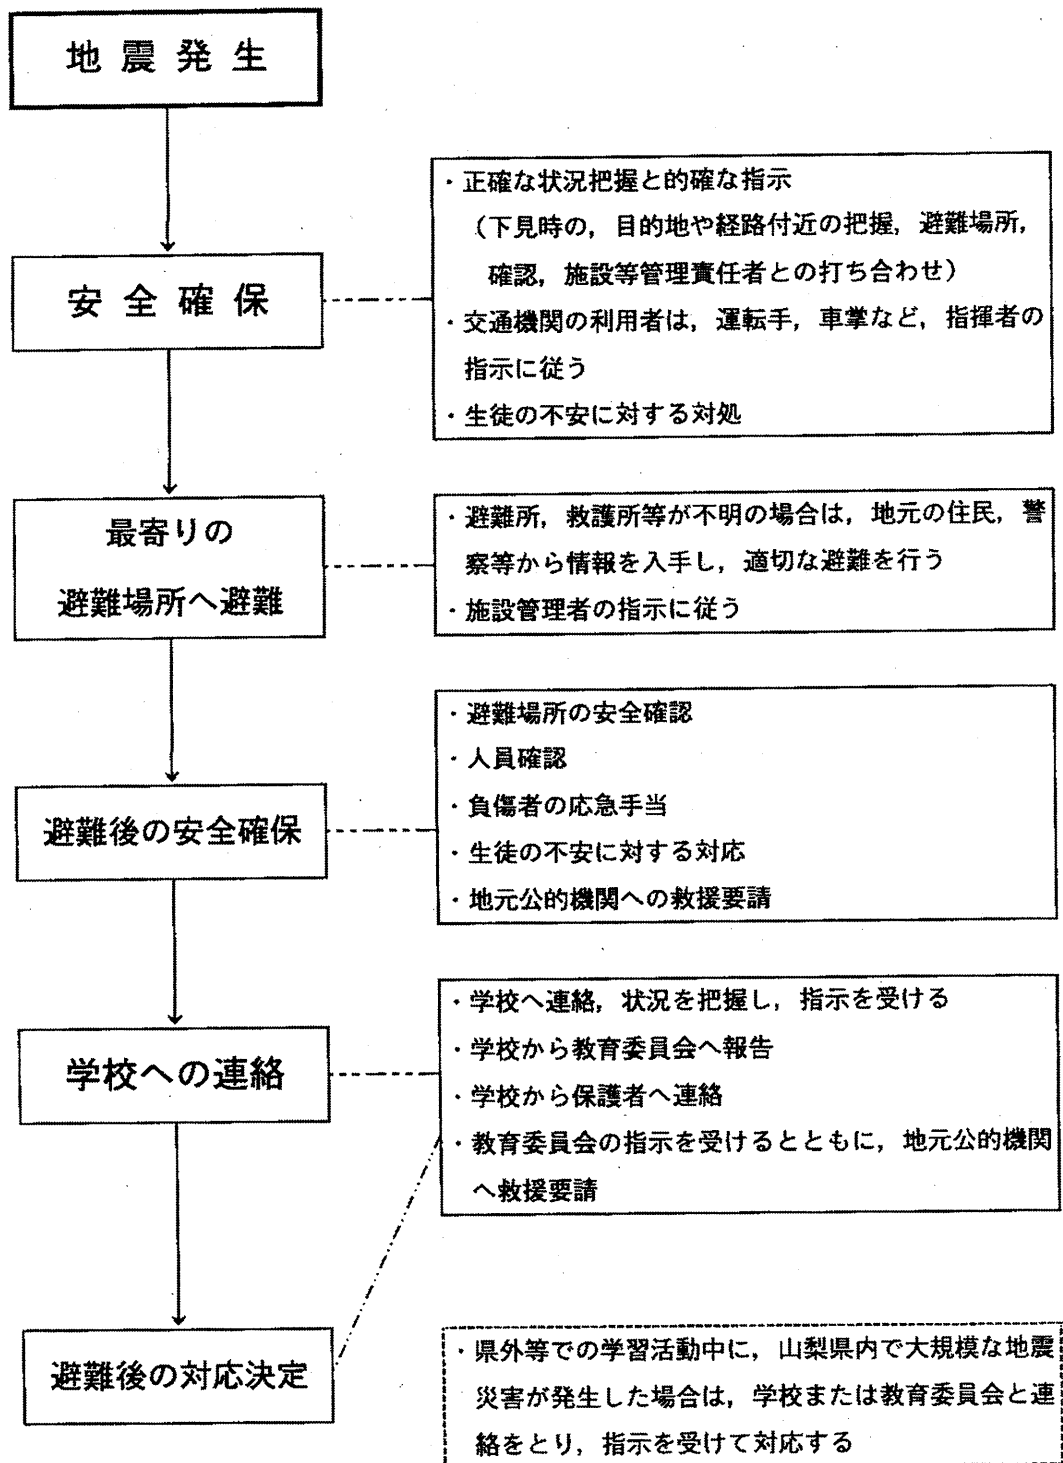 地震発生
安全確保
・正確な状況把握と的確な指示
（下見時の，目的地や経路付近の把握，避難場所，
確認，施設等管理責任者との打ち合わせ）
・交通機関の利用者は，運転手，車掌など，指揮者の
指示に従う
・生徒の不安に対する対処
最寄りの
避難場所へ避難
・避難所，救護所等が不明の場合は，地元の住民，警
察等から情報を入手し，適切な避難を行う
・施設管理者の指示に従う
避難後の安全確保
・避難場所の安全確認
・人員確認
・負傷者の応急手当
・生徒の不安に対する対応
・地元公的機関への救援要請
学校への連絡
・学校へ連絡，状況を把握し，指示を受ける
・学校から教育委員会へ報告
・学校から保護者へ連絡
・教育委員会の指示を受けるとともに，地元公的機関
へ救援要請
避難後の対応決定
・県外等での学習活動中に，山梨県内で大規模な地震
災害が発生した場合は，学校または教育委員会と連
絡をとり，指示を受けて対応する